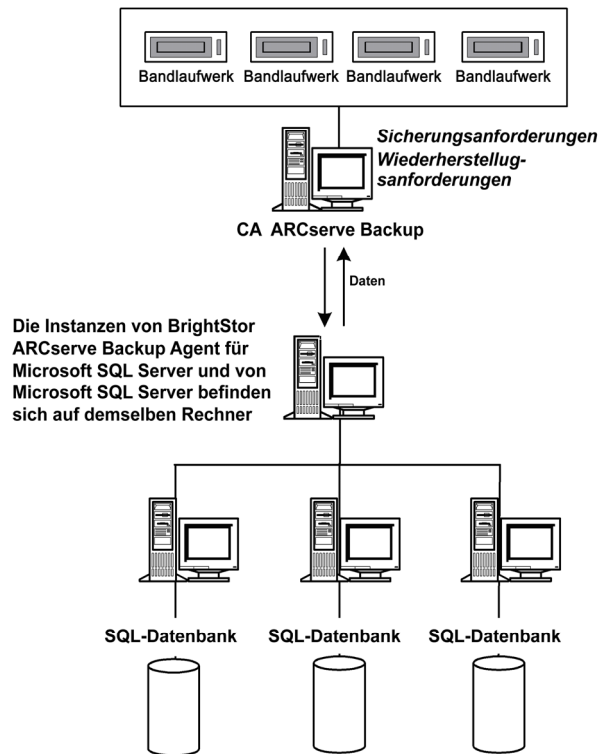 Bandlaufwerk Bandlaufwerk Bandlaufwerk Bandlaufwerk
Sicherungsanforderungen
Wiederherstellug-
sanforderungen
CA ARCserve Backup
Daten
Die Instanzen von BrightStor
ARCserve Backup Agent für
Microsoft SQL Server und von
Microsoft SQL Server befinden
sich auf demselben Rechner
SQL-Datenbank SQL-Datenbank SQL-Datenbank